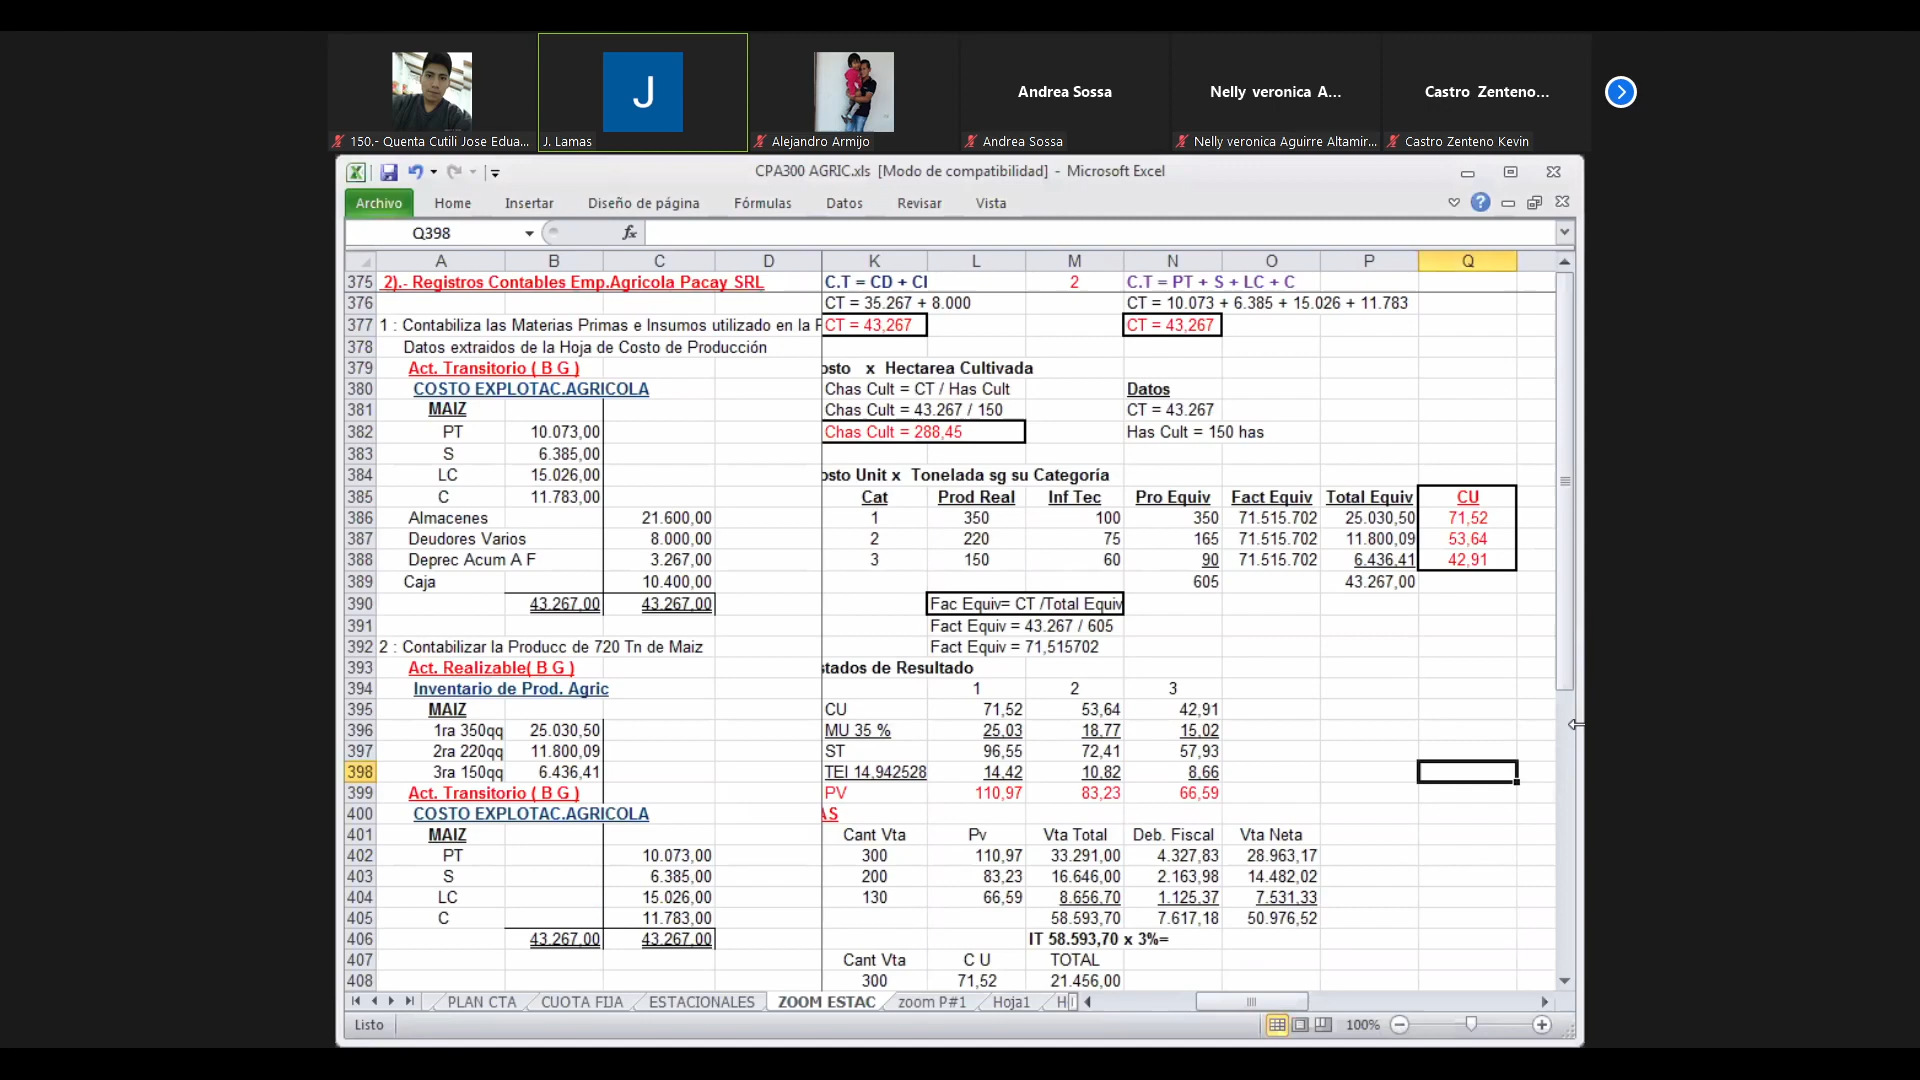 J
Andrea Sossa
Nelly veronica A...
Castro Zenteno...
150.- Quenta Cutili Jose Edua...
J. Lamas
Alejandro Armijo
Andrea Sossa
Nelly veronica Aguirre Altamir...
Castro Zenteno Kevin
CPA300 AGRIC.xls [Modo de compatibilidad] - Microsoft Excel
Archivo Home Insertar Diseño de página Fórmulas Datos Revisar Vista
Q398 fx
A B C D K L M N O P Q
375 2).- Registros Contables Emp.Agricola Pacay SRL C.T = CD + CI 2 C.T = PT + S + LC + C
376 CT = 35.267 + 8.000 CT = 10.073 + 6.385 + 15.026 + 11.783
377 1 : Contabiliza las Materias Primas e Insumos utilizado en la P CT = 43,267 CT = 43,267
378 Datos extraidos de la Hoja de Costo de Producción
379 Act. Transitorio ( B G ) osto x Hectarea Cultivada
380 COSTO EXPLOTAC.AGRICOLA Chas Cult = CT / Has Cult Datos
381 MAIZ Chas Cult = 43.267 / 150 CT = 43.267
382 PT 10.073,00 Chas Cult = 288,45 Has Cult = 150 has
383 S 6.385,00
384 LC 15.026,00 osto Unit x Tonelada sg su Categoría
385 C 11.783,00 Cat Prod Real Inf Tec Pro Equiv Fact Equiv Total Equiv CU
386 Almacenes 21.600,00 1 350 100 350 71.515.702 25.030,50 71,52
387 Deudores Varios 8.000,00 2 220 75 165 71.515.702 11.800,09 53,64
388 Deprec Acum A F 3.267,00 3 150 60 90 71.515.702 6.436,41 42,91
389 Caja 10.400,00 605 43.267,00
390 43.267,00 43.267,00 Fac Equiv= CT /Total Equiv
391 Fact Equiv = 43.267 / 605
392 2 : Contabilizar la Producc de 720 Tn de Maiz Fact Equiv = 71,515702
393 Act. Realizable( B G ) stados de Resultado
394 Inventario de Prod. Agric 1 2 3
395 MAIZ CU 71,52 53,64 42,91
396 1ra 350qq 25.030,50 MU 35 % 25,03 18,77 15,02
397 2ra 220qq 11.800,09 ST 96,55 72,41 57,93
398 3ra 150qq 6.436,41 TEI 14,942528 14,42 10,82 8,66
399 Act. Transitorio ( B G ) PV 110,97 83,23 66,59
400 COSTO EXPLOTAC.AGRICOLA AS
401 MAIZ Cant Vta Pv Vta Total Deb. Fiscal Vta Neta
402 PT 10.073,00 300 110,97 33.291,00 4.327,83 28.963,17
403 S 6.385,00 200 83,23 16.646,00 2.163,98 14.482,02
404 LC 15.026,00 130 66,59 8.656,70 1.125,37 7.531,33
405 C 11.783,00 58.593,70 7.617,18 50.976,52
406 43.267,00 43.267,00 IT 58.593,70 x 3%=
407 Cant Vta C U TOTAL
408 300 71,52 21.456,00
PLAN CTA CUOTA FIJA ESTACIONALES ZOOM ESTAC zoom P#1 Hoja1 H
Listo 100%